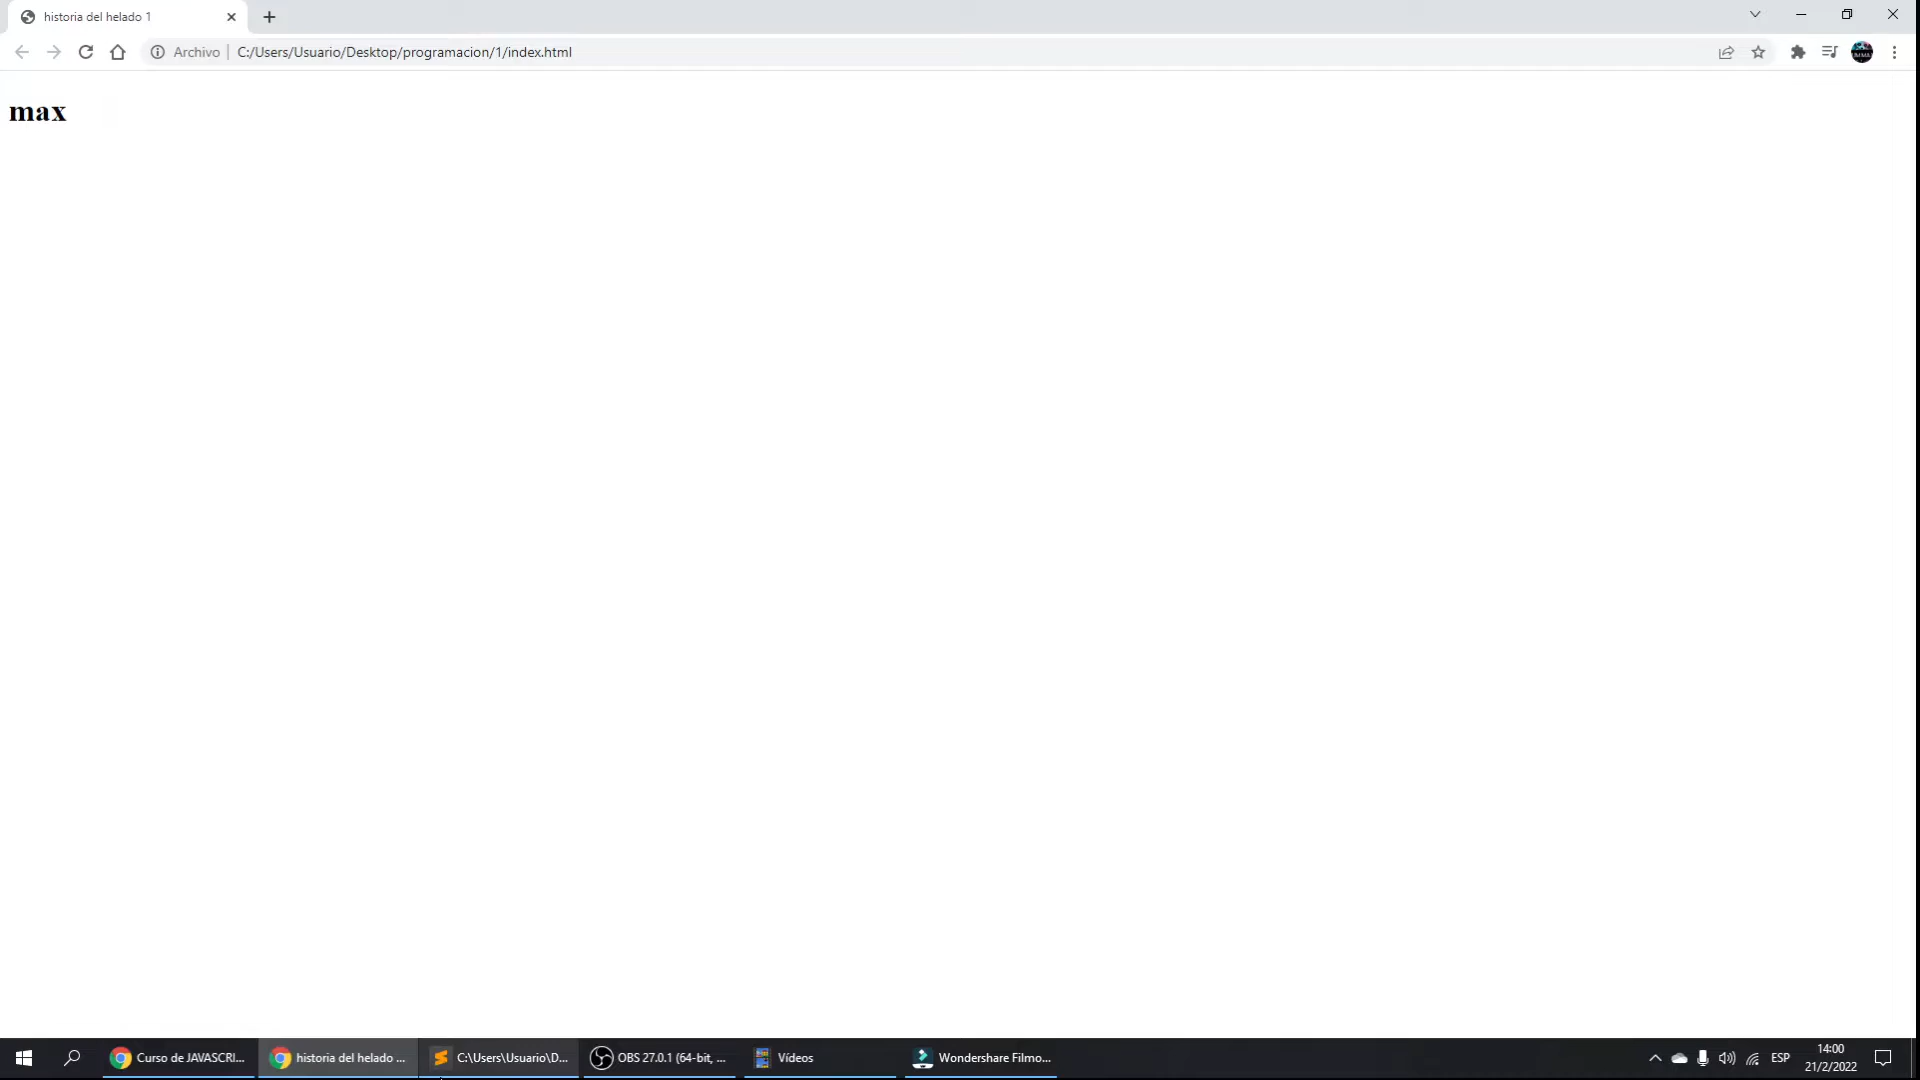 historia del helado 1
Archivo | C:/Users/Usuario/Desktop/programacion/1/index.html
max
Curso de JAVASCRI...
historia del helado ...
C:\Users\Usuario\D...
OBS 27.0.1 (64-bit, ...
Vídeos
Wondershare Filmo...
ESP
14:00
21/2/2022